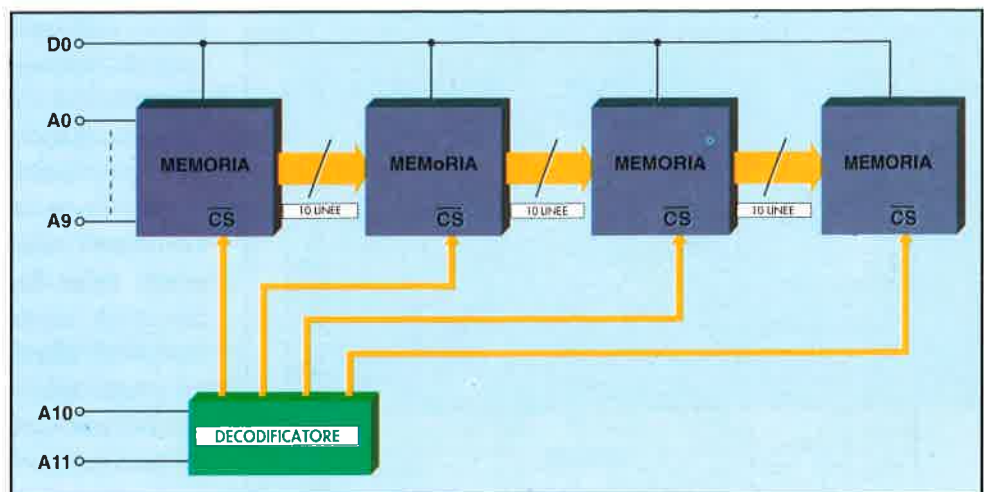 D0
A0
MEMORIA
MEMoRIA
MEMORIA
MEMORIA
10 LINEE
10 LINEE
10 LINEE
A9
CS
CS
CS
CS
A10
DECODIFICATORE
A11